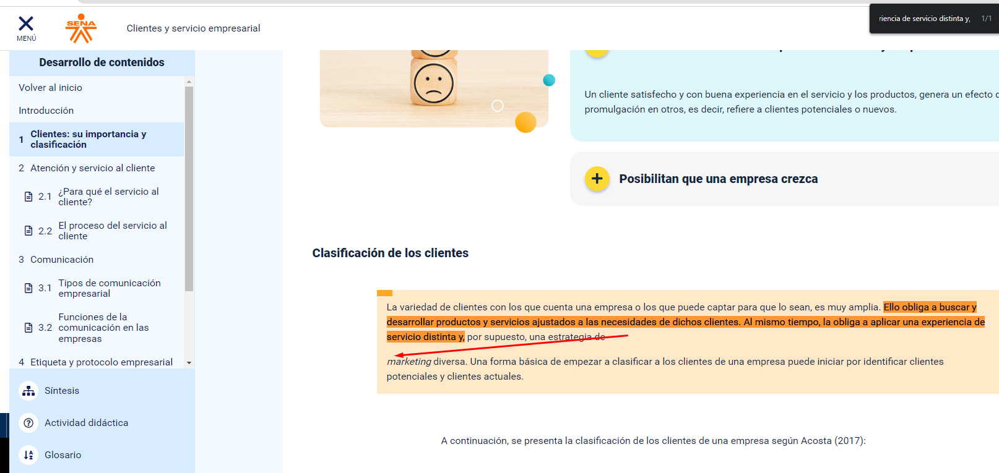 riencia de servicio distinta y, 1/1
MENÚ
SENA
Clientes y servicio empresarial
Desarrollo de contenidos
Volver al inicio
Introducción
1 Clientes: su importancia y
clasificación
2 Atención y servicio al cliente
2.1 ¿Para qué el servicio al
cliente?
2.2 El proceso del servicio al
cliente
3 Comunicación
3.1 Tipos de comunicación
empresarial
3.2 Funciones de la
comunicación en las
empresas
4 Etiqueta y protocolo empresarial
Síntesis
Actividad didáctica
Glosario
Un cliente satisfecho y con buena experiencia en el servicio y los productos, genera un efecto
promulgación en otros, es decir, refiere a clientes potenciales o nuevos.
Posibilitan que una empresa crezca
Clasificación de los clientes
La variedad de clientes con los que cuenta una empresa o los que puede captar para que lo sean, es muy amplia. Ello obliga a buscar y
desarrollar productos y servicios ajustados a las necesidades de dichos clientes. Al mismo tiempo, la obliga a aplicar una experiencia de
servicio distinta y, por supuesto, una estrategia de
marketing diversa. Una forma básica de empezar a clasificar a los clientes de una empresa puede iniciar por identificar clientes
potenciales y clientes actuales.
A continuación, se presenta la clasificación de los clientes de una empresa según Acosta (2017):